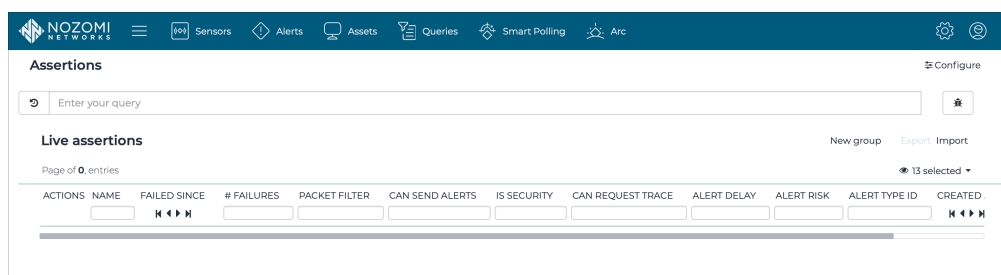 NOZOMI
NETWORKS
Sensors
Alerts
Assets
Queries
Smart Polling
Arc
Assertions
Configure
Enter your query
Live assertions
New group
Export
Import
Page of 0, entries
13 selected
ACTIONS NAME FAILED SINCE # FAILURES PACKET FILTER CAN SEND ALERTS IS SECURITY CAN REQUEST TRACE ALERT DELAY ALERT RISK ALERT TYPE ID CREATED